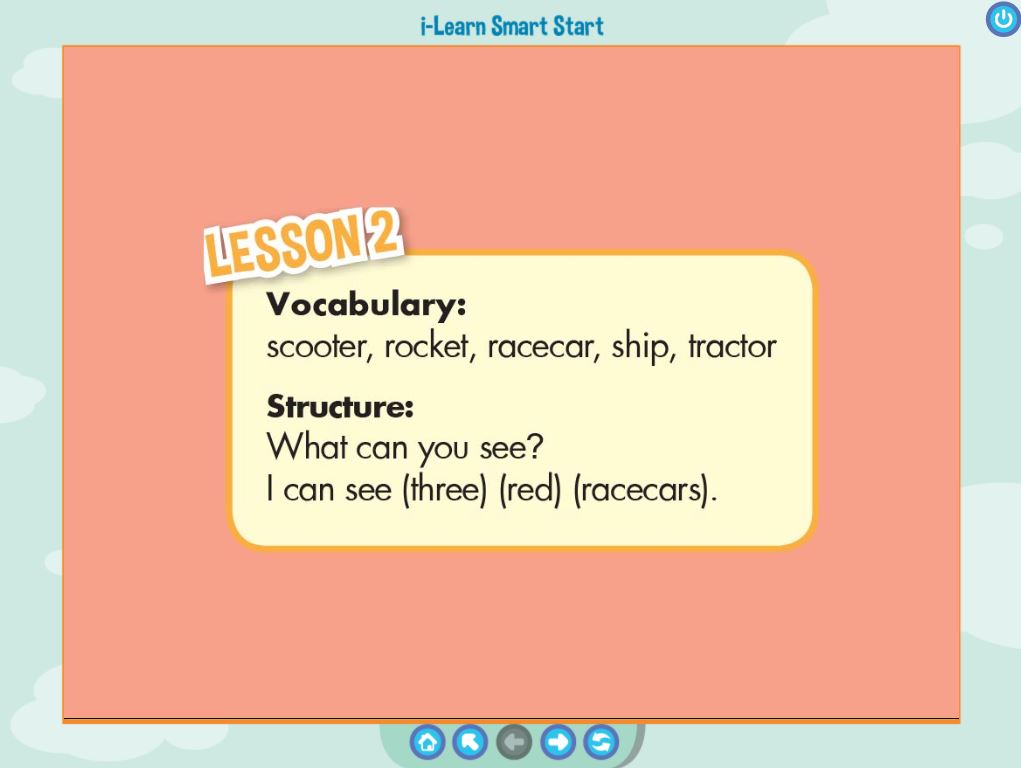 i-Learn Smart Start
LESSON 2
Vocabulary:
scooter, rocket, racecar, ship, tractor
Structure:
What can you see?
I can see (three) (red) (racecars).